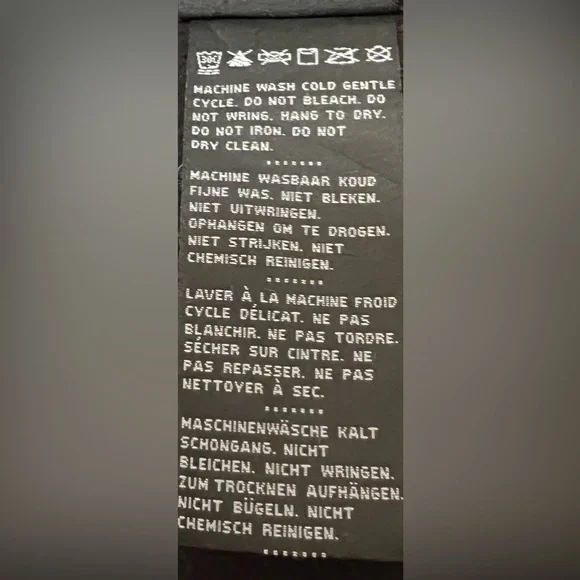 30C
MACHINE WASH COLD GENTLE
CYCLE. DO NOT BLEACH. DO
NOT WRING. HANG TO DRY.
DO NOT IRON. DO NOT
DRY CLEAN.
MACHINE WASBAAR KOUD
FIJNE WAS. NIET BLEKEN.
NIET UITWRINGEN.
OPHANGEN OM TE DROGEN.
NIET STRIJKEN. NIET
CHEMISCH REINIGEN.
LAVER À LA MACHINE FROID
CYCLE DÉLICAT. NE PAS
BLANCHIR. NE PAS TORDRE.
SÉCHER SUR CINTRE. NE
PAS REPASSER. NE PAS
NETTOYER À SEC.
MASCHINENWÄSCHE KALT
SCHONGANG. NICHT
BLEICHEN. NICHT WRINGEN.
ZUM TROCKNEN AUFHÄNGEN.
NICHT BÜGELN. NICHT
CHEMISCH REINIGEN.